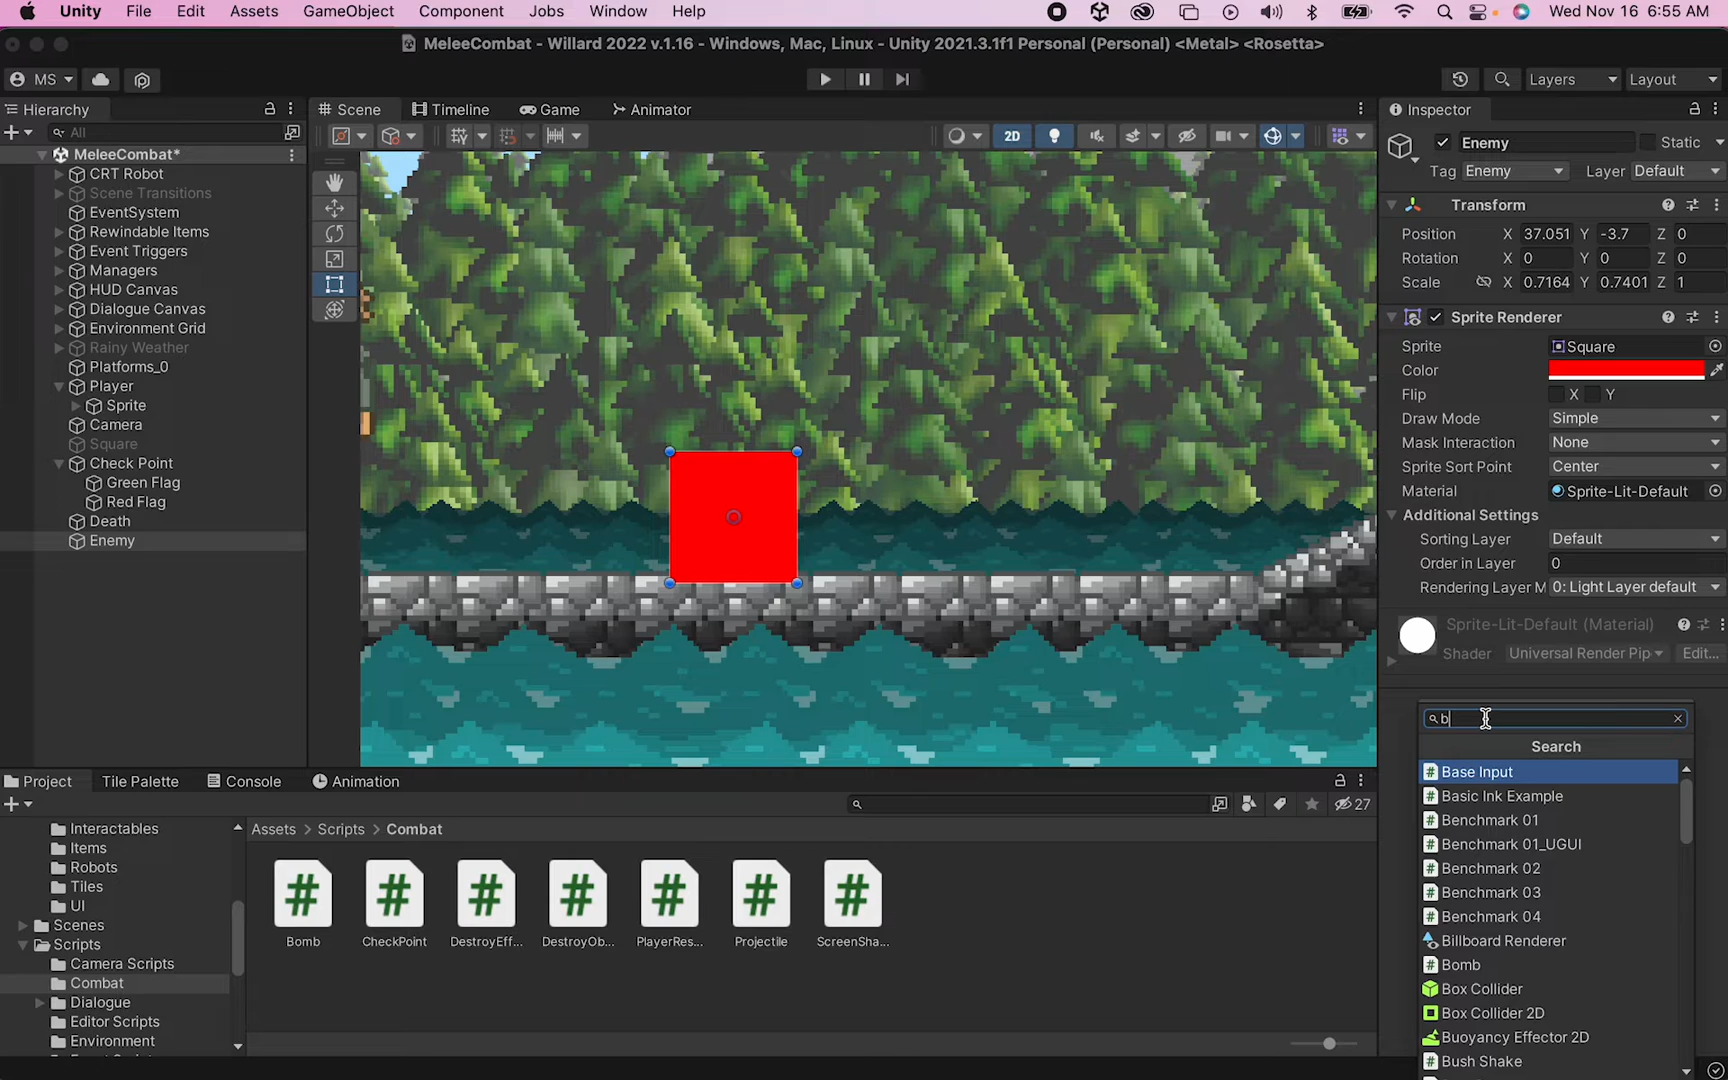 Unity File Edit Assets GameObject Component Jobs Window Help Wed Nov 16 6:55 AM
MeleeCombat - Willard 2022 v.1.16 - Windows, Mac, Linux - Unity 2021.3.1f1 Personal (Personal) <Metal> <Rosetta>
MS Layers Layout
Hierarchy
All
MeleeCombat*
CRT Robot
Scene Transitions
EventSystem
Rewindable Items
Event Triggers
Managers
HUD Canvas
Dialogue Canvas
Environment Grid
Rainy Weather
Platforms_0
Player
Sprite
Camera
Square
Check Point
Green Flag
Red Flag
Death
Enemy
Scene Timeline Game Animator
2D
Inspector
Enemy Static
Tag Enemy Layer Default
Transform
Position X 37.051 Y -3.7 Z 0
Rotation X 0 Y 0 Z 0
Scale X 0.7164 Y 0.7401 Z 1
Sprite Renderer
Sprite Square
Color
Flip X Y
Draw Mode Simple
Mask Interaction None
Sprite Sort Point Center
Material Sprite-Lit-Default
Additional Settings
Sorting Layer Default
Order in Layer 0
Rendering Layer M 0: Light Layer default
Sprite-Lit-Default (Material)
Shader Universal Render Pip Edit...
b
Search
Base Input
Basic Ink Example
Benchmark 01
Benchmark 01_UGUI
Benchmark 02
Benchmark 03
Benchmark 04
Billboard Renderer
Bomb
Box Collider
Box Collider 2D
Buoyancy Effector 2D
Bush Shake
Project Tile Palette Console Animation
27
Interactables
Items
Robots
Tiles
UI
Scenes
Scripts
Camera Scripts
Combat
Dialogue
Editor Scripts
Environment
Assets > Scripts > Combat
Bomb CheckPoint DestroyEff... DestroyOb... PlayerRes... Projectile ScreenSha...